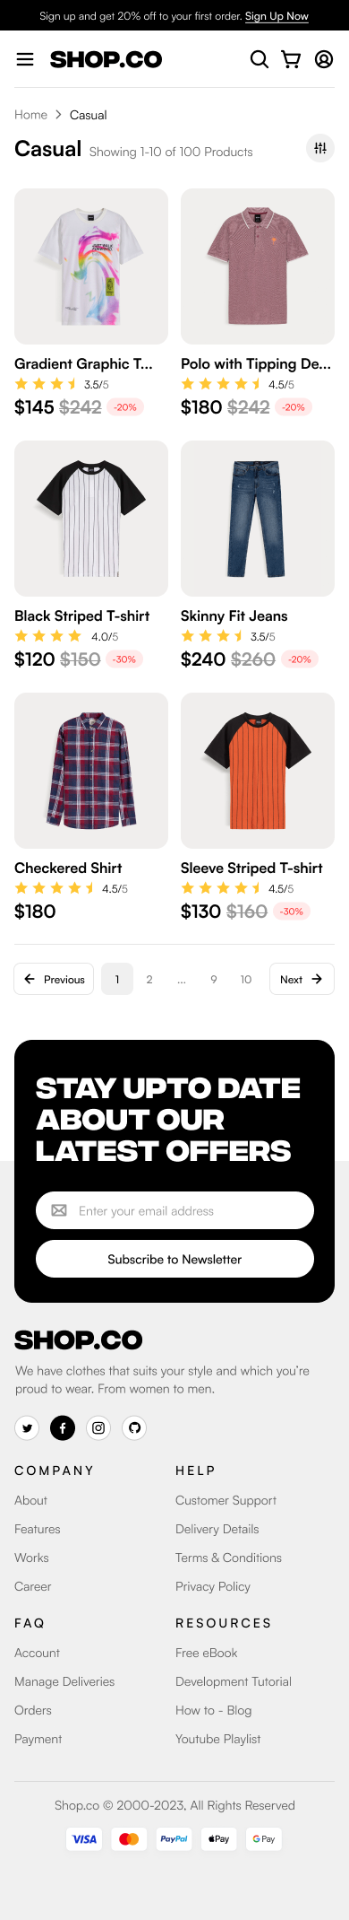 Sign up and get 20% off to your first order. Sign Up Now
SHOP.CO
Home > Casual
Casual Showing 1-10 of 100 Products
Gradient Graphic T...
3.5/5
$145 $242 -20%
Polo with Tipping De...
4.5/5
$180 $242 -20%
Black Striped T-shirt
4.0/5
$120 $150 -30%
Skinny Fit Jeans
3.5/5
$240 $260 -20%
Checkered Shirt
4.5/5
$180
Sleeve Striped T-shirt
4.5/5
$130 $160 -30%
Previous 1 2 ... 9 10 Next
STAY UPTO DATE
ABOUT OUR
LATEST OFFERS
Enter your email address
Subscribe to Newsletter
SHOP.CO
We have clothes that suits your style and which you're
proud to wear. From women to men.
COMPANY
About
Features
Works
Career
HELP
Customer Support
Delivery Details
Terms & Conditions
Privacy Policy
FAQ
Account
Manage Deliveries
Orders
Payment
RESOURCES
Free eBook
Development Tutorial
How to - Blog
Youtube Playlist
Shop.co © 2000-2023, All Rights Reserved
VISA PayPal Pay G Pay